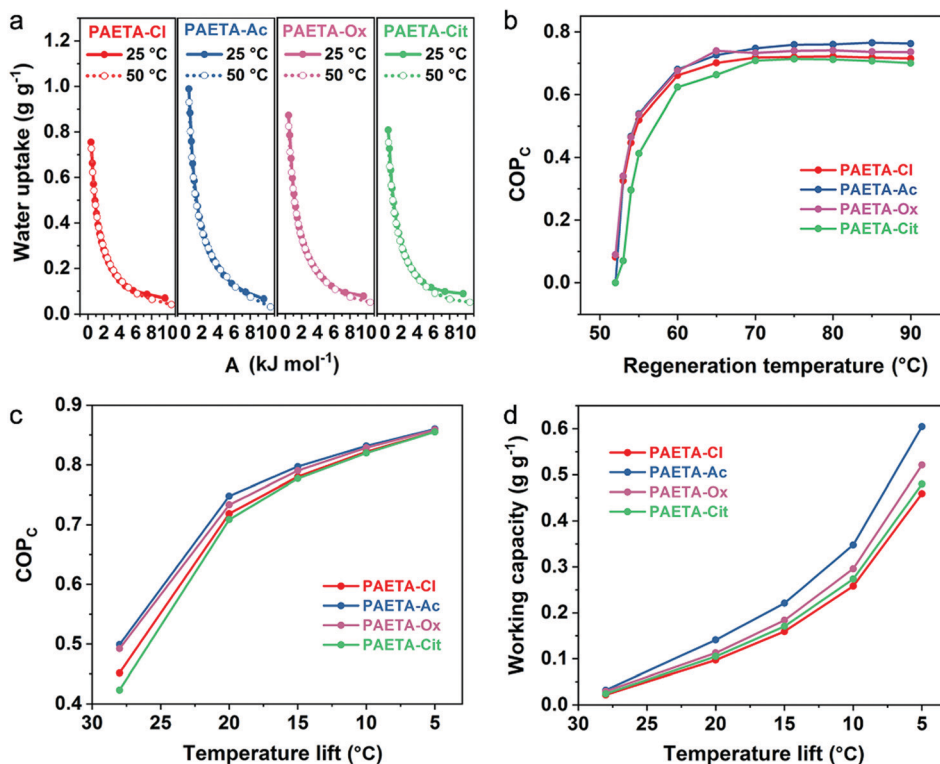 a
PAETA-Cl PAETA-Ac PAETA-Ox PAETA-Cit
25 °C 25 °C 25 °C 25 °C
50 °C 50 °C 50 °C 50 °C
Water uptake (g g⁻¹)
1.2
1.0
0.8
0.6
0.4
0.2
0.0
0 2 4 6 8 10 0 2 4 6 8 10 0 2 4 6 8 10 0 2 4 6 8 10
A (kJ mol⁻¹)
b
COP_C
0.8
0.6
0.4
0.2
0.0
PAETA-Cl
PAETA-Ac
PAETA-Ox
PAETA-Cit
50 60 70 80 90
Regeneration temperature (°C)
c
COP_C
0.9
0.8
0.7
0.6
0.5
0.4
PAETA-Cl
PAETA-Ac
PAETA-Ox
PAETA-Cit
30 25 20 15 10 5
Temperature lift (°C)
d
Working capacity (g g⁻¹)
0.6
0.5
0.4
0.3
0.2
0.1
0.0
PAETA-Cl
PAETA-Ac
PAETA-Ox
PAETA-Cit
30 25 20 15 10 5
Temperature lift (°C)